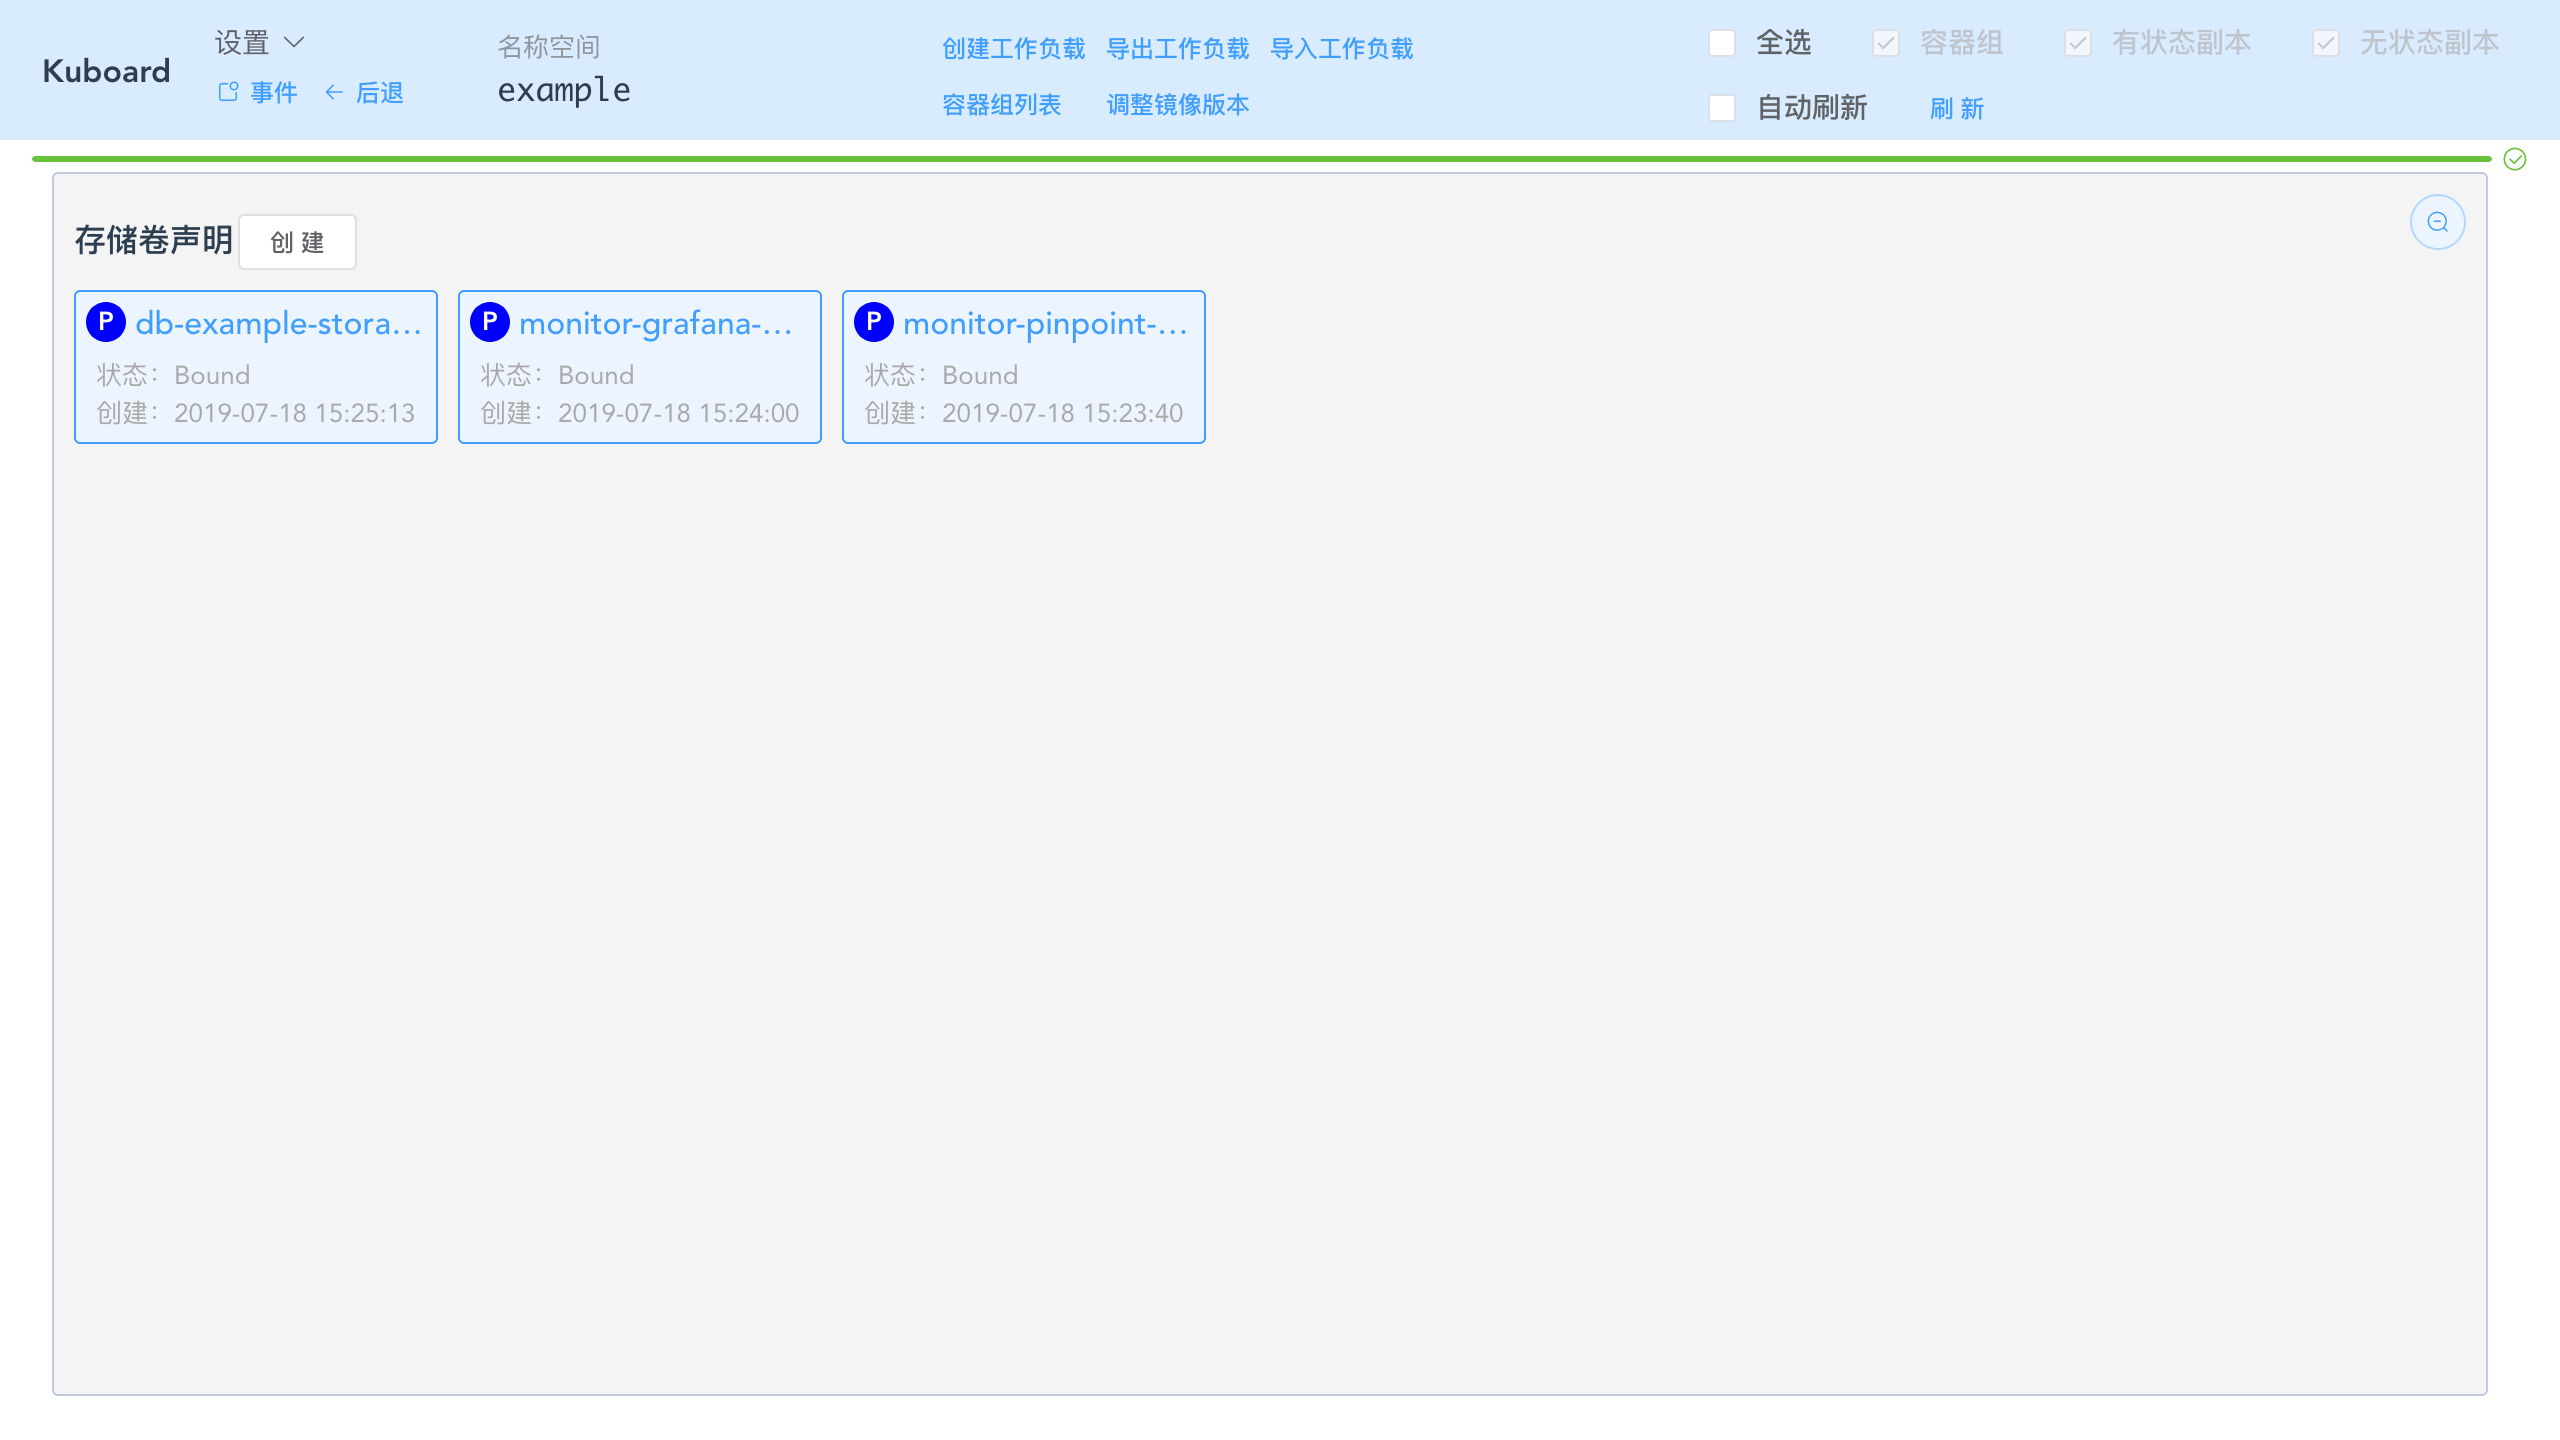 Kuboard
设置
事件 后退
名称空间
example
创建工作负载 导出工作负载 导入工作负载
容器组列表 调整镜像版本
全选 容器组 有状态副本 无状态副本
自动刷新 刷 新
存储卷声明 创 建
P db-example-stora...
状态：Bound
创建：2019-07-18 15:25:13
P monitor-grafana-...
状态：Bound
创建：2019-07-18 15:24:00
P monitor-pinpoint-...
状态：Bound
创建：2019-07-18 15:23:40